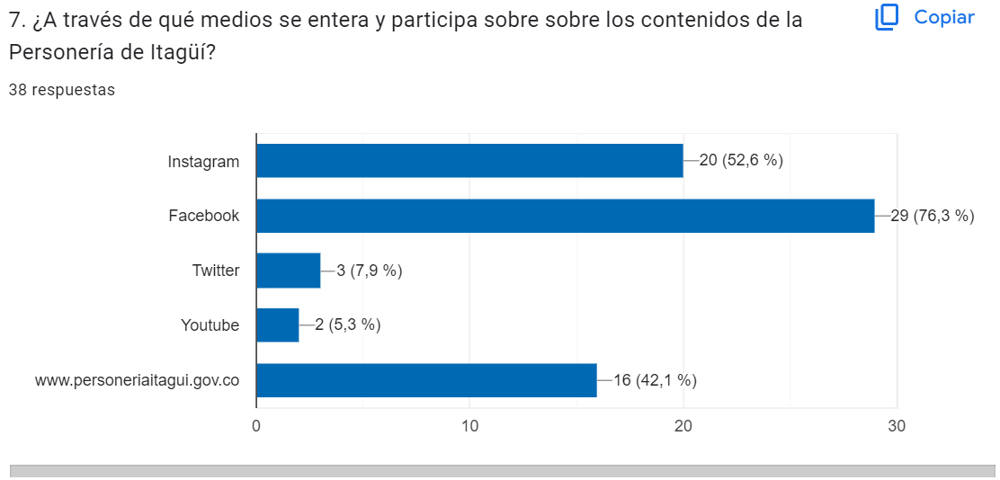 7. ¿A través de qué medios se entera y participa sobre sobre los contenidos de la
Personería de Itagüí?
Copiar
38 respuestas
Instagram
20 (52,6 %)
Facebook
29 (76,3 %)
Twitter
3 (7,9 %)
Youtube
2 (5,3 %)
www.personeriaitagui.gov.co
16 (42,1 %)
0 10 20 30